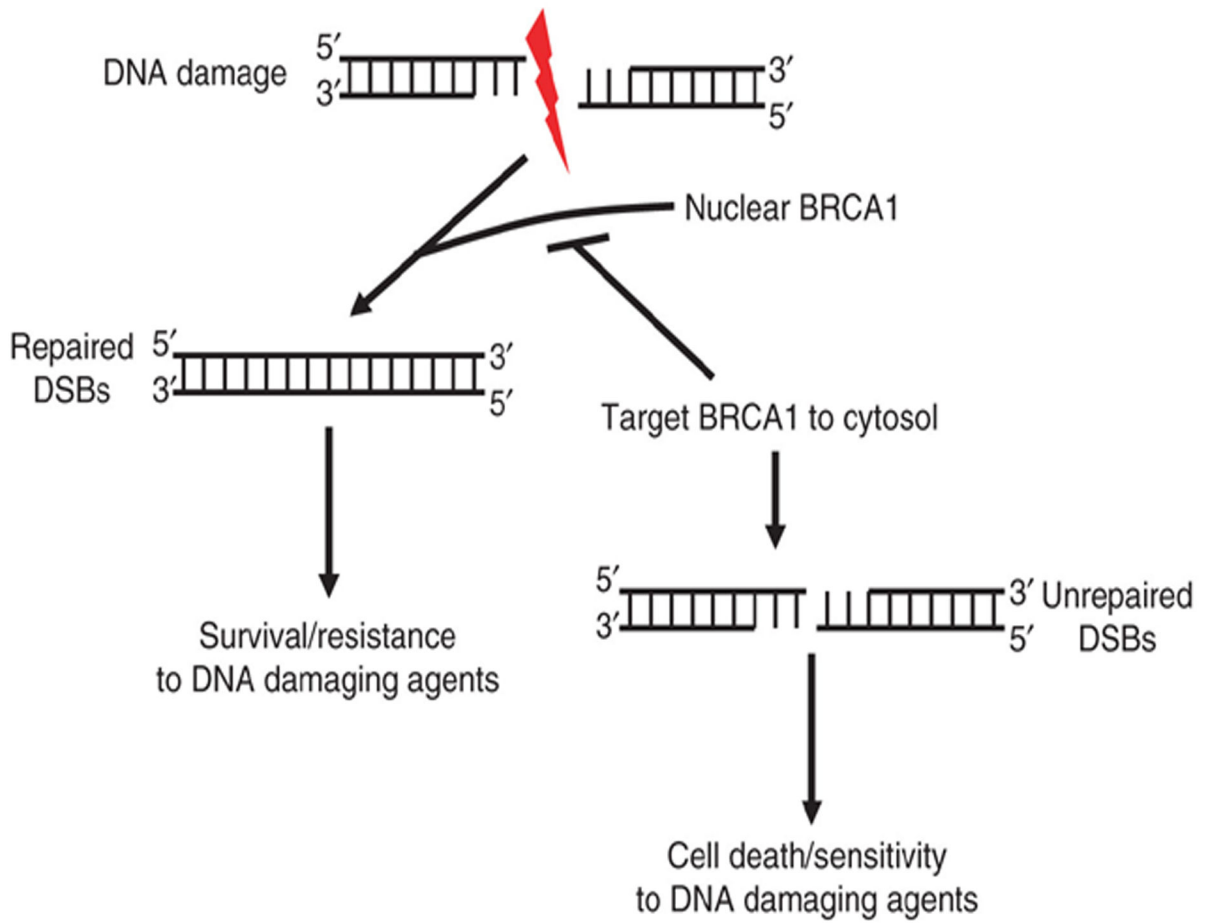 5′
DNA damage
3′
3′
5′
Nuclear BRCA1
Repaired
DSBs
5′
3′
3′
5′
Target BRCA1 to cytosol
Survival/resistance
to DNA damaging agents
5′
3′
3′
5′
Unrepaired
DSBs
Cell death/sensitivity
to DNA damaging agents